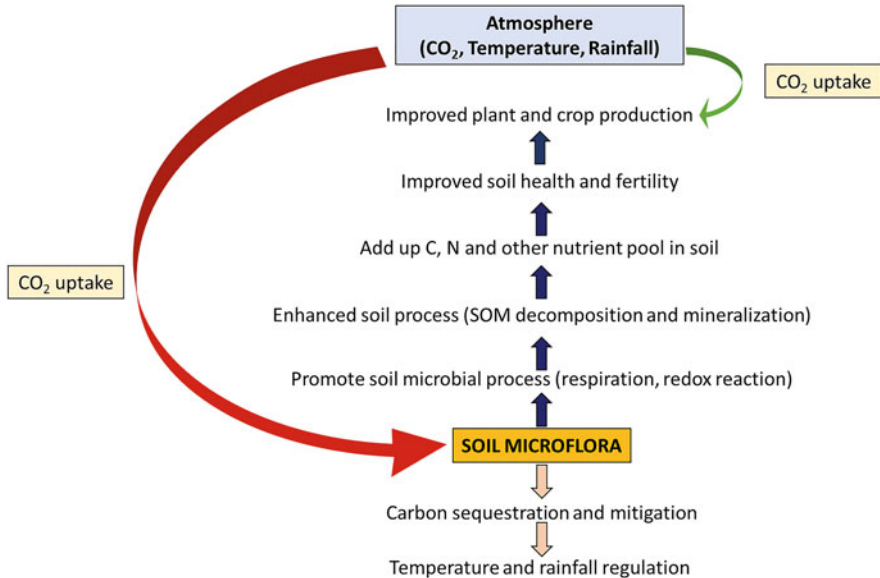 Atmosphere
(CO₂, Temperature, Rainfall)
CO₂ uptake
Improved plant and crop production
Improved soil health and fertility
Add up C, N and other nutrient pool in soil
CO₂ uptake
Enhanced soil process (SOM decomposition and mineralization)
Promote soil microbial process (respiration, redox reaction)
SOIL MICROFLORA
Carbon sequestration and mitigation
Temperature and rainfall regulation